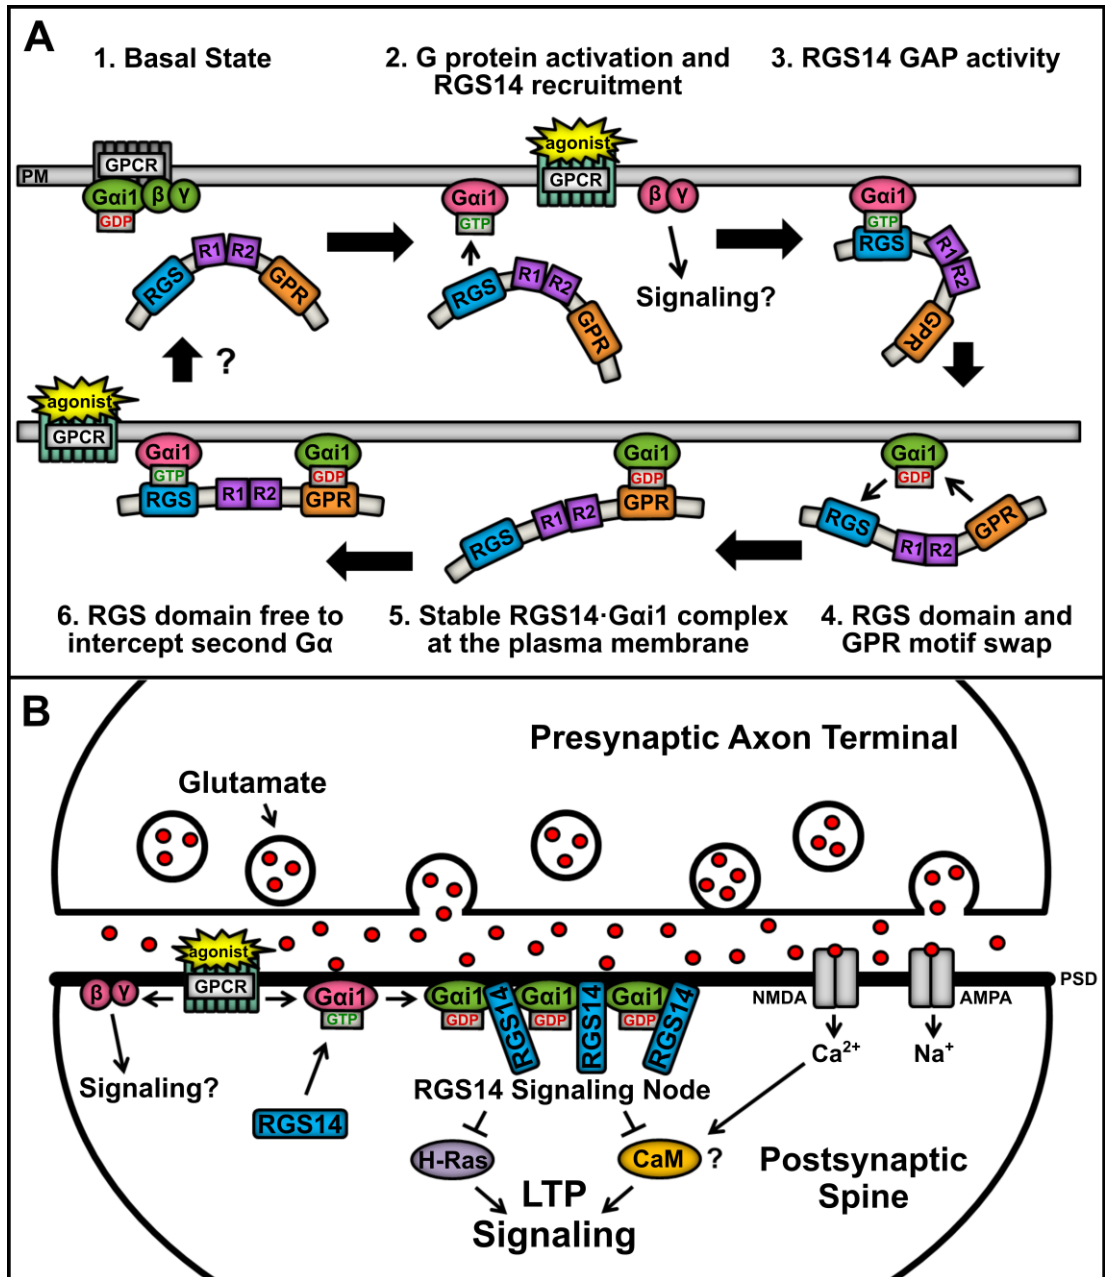 A
1. Basal State
2. G protein activation and
RGS14 recruitment
3. RGS14 GAP activity
PM
GPCR
Gαi1 β γ
GDP
RGS R1 R2 GPR
agonist
GPCR
Gαi1
GTP
β γ
Signaling?
RGS R1 R2 GPR
Gαi1
GTP
RGS R1 R2 GPR
?
agonist
GPCR
Gαi1
GTP
RGS R1 R2
Gαi1
GDP
GPR
Gαi1
GDP
RGS R1 R2 GPR
Gαi1
GDP
RGS R1 R2 GPR
6. RGS domain free to
intercept second Gα
5. Stable RGS14·Gαi1 complex
at the plasma membrane
4. RGS domain and
GPR motif swap
B
Presynaptic Axon Terminal
Glutamate
agonist
β γ
GPCR
Gαi1
GTP
Gαi1
GDP
RGS14
Gαi1
GDP
RGS14
Gαi1
GDP
RGS14
NMDA
AMPA
PSD
Ca2+
Na+
Signaling?
RGS14
RGS14 Signaling Node
H-Ras
CaM ?
LTP
Signaling
Postsynaptic
Spine